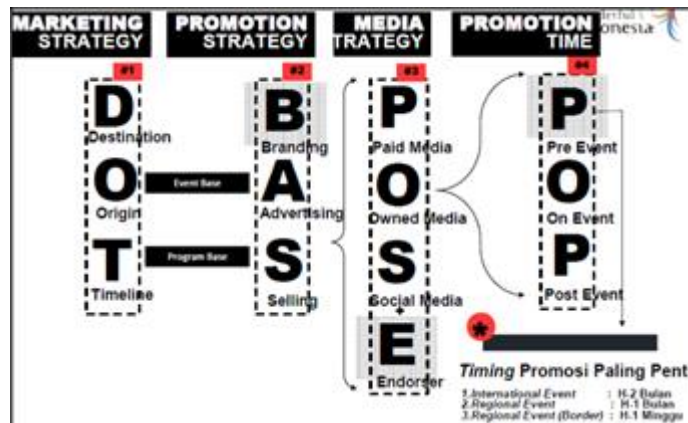 MARKETING
STRATEGY
PROMOTION
STRATEGY
MEDIA
TRATEGY
PROMOTION
TIME
derful
onesia
#1
#2
#3
#4
D
Destination
O
Origin
T
Timeline
Event Base
Program Base
B
Branding
A
Advertising
S
Selling
P
Paid Media
O
Owned Media
S
Social Media
+
E
Endorser
P
Pre Event
O
On Event
P
Post Event
*
Timing Promosi Paling Pent
1.International Event : H-2 Bulan
2.Regional Event : H-1 Bulan
3.Regional Event (Border) : H-1 Minggu